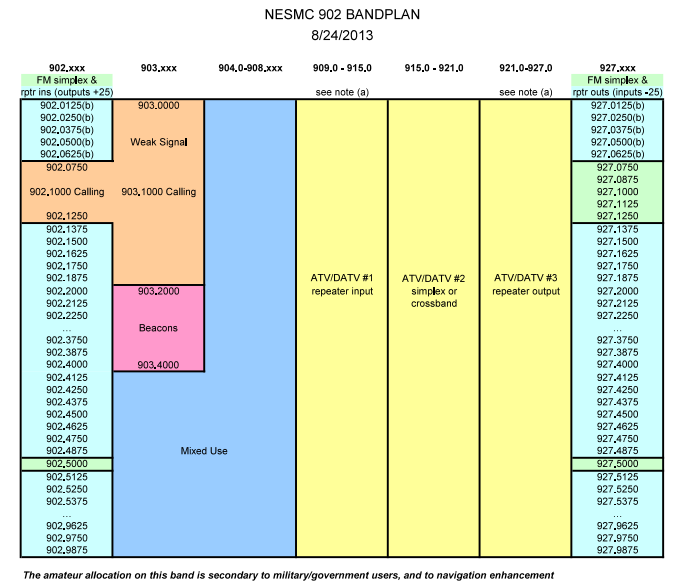 NESMC 902 BANDPLAN
8/24/2013
902.xxx 903.xxx 904.0-908.xxx 909.0 - 915.0 915.0 - 921.0 921.0-927.0 927.xxx
FM simplex & FM simplex &
rptr ins (outputs +25) see note (a) see note (a) rptr outs (inputs -25)
902.0125(b) 903.0000 927.0125(b)
902.0250(b) 927.0250(b)
902.0375(b) 927.0375(b)
902.0500(b) Weak Signal 927.0500(b)
902.0625(b) 927.0625(b)
902.0750 927.0750
927.0875
902.1000 Calling 903.1000 Calling 927.1000
927.1125
902.1250 927.1250
902.1375 927.1375
902.1500 927.1500
902.1625 927.1625
902.1750 927.1750
902.1875 ATV/DATV #1 ATV/DATV #2 ATV/DATV #3 927.1875
902.2000 903.2000 repeater input simplex or repeater output 927.2000
902.2125 crossband 927.2125
902.2250 927.2250
... Beacons ...
902.3750 927.3750
902.3875 927.3875
902.4000 903.4000 927.4000
902.4125 927.4125
902.4250 927.4250
902.4375 927.4375
902.4500 927.4500
902.4625 927.4625
902.4750 Mixed Use 927.4750
902.4875 927.4875
902.5000 927.5000
902.5125 927.5125
902.5250 927.5250
902.5375 927.5375
... ...
902.9625 927.9625
902.9750 927.9750
902.9875 927.9875
The amateur allocation on this band is secondary to military/government users, and to navigation enhancement